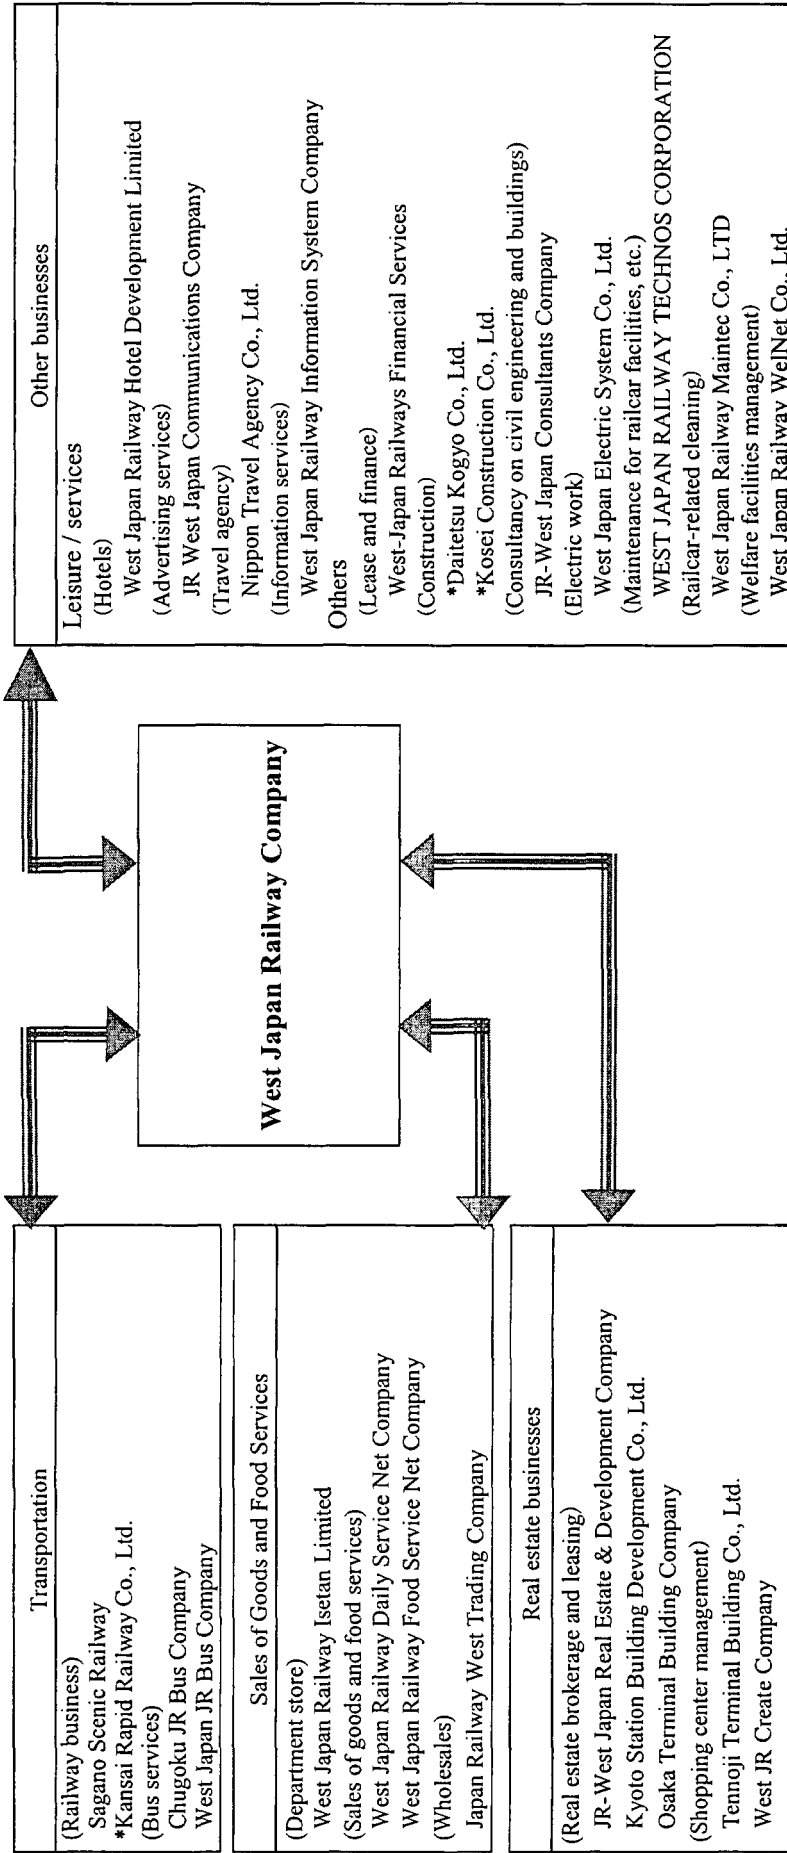 Transportation
(Railway business)
Sagano Scenic Railway
*Kansai Rapid Railway Co., Ltd.
(Bus services)
Chugoku JR Bus Company
West Japan JR Bus Company
Sales of Goods and Food Services
(Department store)
West Japan Railway Isetan Limited
(Sales of goods and food services)
West Japan Railway Daily Service Net Company
West Japan Railway Food Service Net Company
(Wholesales)
Japan Railway West Trading Company
Real estate businesses
(Real estate brokerage and leasing)
JR-West Japan Real Estate & Development Company
Kyoto Station Building Development Co., Ltd.
Osaka Terminal Building Company
(Shopping center management)
Tennoji Terminal Building Co., Ltd.
West JR Create Company
West Japan Railway Company
Other businesses
Leisure / services
(Hotels)
West Japan Railway Hotel Development Limited
(Advertising services)
JR West Japan Communications Company
(Travel agency)
Nippon Travel Agency Co., Ltd.
(Information services)
West Japan Railway Information System Company
Others
(Lease and finance)
West-Japan Railways Financial Services
(Construction)
*Daitetsu Kogyo Co., Ltd.
*Kosei Construction Co., Ltd.
(Consultancy on civil engineering and buildings)
JR-West Japan Consultants Company
(Electric work)
West Japan Electric System Co., Ltd.
(Maintenance for railcar facilities, etc.)
WEST JAPAN RAILWAY TECHNOS CORPORATION
(Railcar-related cleaning)
West Japan Railway Maintec Co., LTD
(Welfare facilities management)
West Japan Railway WelNet Co., Ltd.